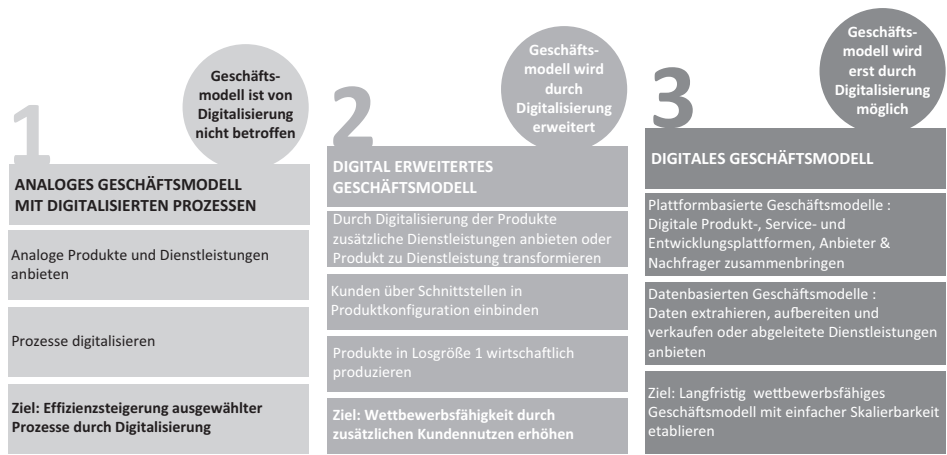 1
Geschäfts-
modell ist von
Digitalisierung
nicht betroffen
ANALOGES GESCHÄFTSMODELL
MIT DIGITALISIERTEN PROZESSEN
Analoge Produkte und Dienstleistungen
anbieten
Prozesse digitalisieren
Ziel: Effizienzsteigerung ausgewählter
Prozesse durch Digitalisierung
2
Geschäfts-
modell wird
durch
Digitalisierung
erweitert
DIGITAL ERWEITERTES
GESCHÄFTSMODELL
Durch Digitalisierung der Produkte
zusätzliche Dienstleistungen anbieten oder
Produkt zu Dienstleistung transformieren
Kunden über Schnittstellen in
Produktkonfiguration einbinden
Produkte in Losgröße 1 wirtschaftlich
produzieren
Ziel: Wettbewerbsfähigkeit durch
zusätzlichen Kundennutzen erhöhen
3
Geschäfts-
modell wird
erst durch
Digitalisierung
möglich
DIGITALES GESCHÄFTSMODELL
Plattformbasierte Geschäftsmodelle :
Digitale Produkt-, Service- und
Entwicklungsplattformen, Anbieter &
Nachfrager zusammenbringen
Datenbasierten Geschäftsmodelle :
Daten extrahieren, aufbereiten und
verkaufen oder abgeleitete Dienstleistungen
anbieten
Ziel: Langfristig wettbewerbsfähiges
Geschäftsmodell mit einfacher Skalierbarkeit
etablieren